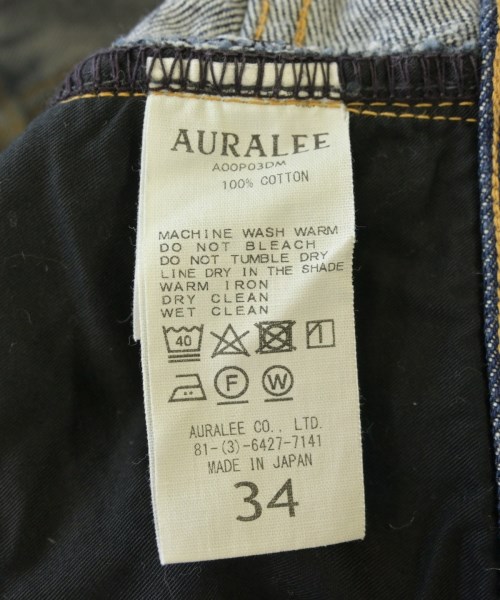 AURALEE
A00P03DM
100% COTTON
MACHINE WASH WARM
DO NOT BLEACH
DO NOT TUMBLE DRY
LINE DRY IN THE SHADE
WARM IRON
DRY CLEAN
WET CLEAN
40
F W
AURALEE CO., LTD.
81-(3)-6427-7141
MADE IN JAPAN
34